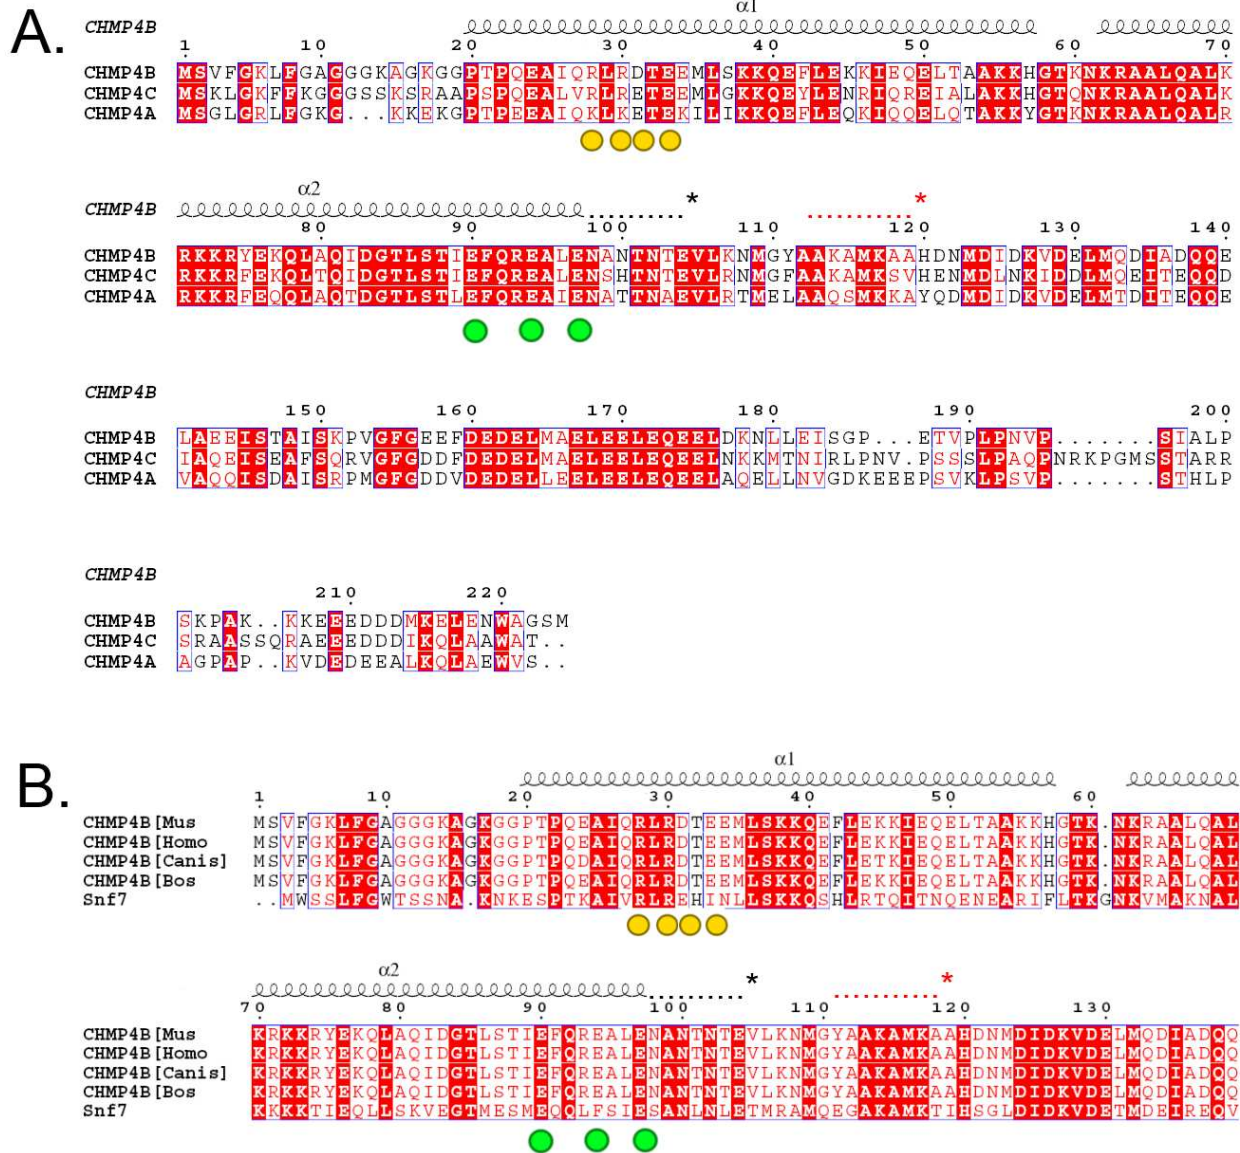 A.
α1
CHMP4B
1 10 20 30 40 50 60 70
CHMP4B MSVFGKLFGAGGGKAGKGGPTPQEAIQRLRDTEEMLSKKQEFLEKKIEQELTAAKKHGTKNKRAALQALK
CHMP4C MSKLGKFFKGGGSSKSRAAPSPQEALVRLRETEEMLGKKQEYLENRIQREIALAKKHGTQNKRAALQALK
CHMP4A MSGLGRLFGKG...KKEKGPTPEEAIQKLKETEKILIKKQEFLEQKIQQELQTAKKYGTKNKRAALQALR
α2
CHMP4B * *
80 90 100 110 120 130 140
CHMP4B RKKRYEKQLAQIDGTLSTIEFQREALENANTNTEVLKNMGYAAKAMKAAHDNMDIDKVDELMQDIADQQE
CHMP4C RKKRFEKQLTQIDGTLSTIEFQREALENSHTNTEVLRNMGFAAKAMKSVHENMDLNKIDDLMQEITEQQD
CHMP4A RKKRFEQQLAQTDGTLSTLEFQREAIENATTNAEVLRTMELAAQSMKKAYQDMDIDKVDELMTDITEQQE
CHMP4B
150 160 170 180 190 200
CHMP4B LAEEISTAISKPVGFGEEFDEDELMAELEELEQEELDKNLLEISGP...ETVPLPNVP.......SIALP
CHMP4C IAQEISEAFSQRVGFGDDFDEDELMAELEELEQEELNKKMTNIRLPNV.PSSSLPAQPNRKPGMSSTARR
CHMP4A VAQQISDAISRPMGFGDDVDEDELLEELEELEQEELAQELLNVGDKEEEPSVKLPSVP.......STHLP
CHMP4B
210 220
CHMP4B SKPAK..KKEEEDDDMKELENWAGSM
CHMP4C SRAASSQRAEEEDDDIKQLAAWAT..
CHMP4A AGPAP..KVDEDEEALKQLAEWVS..
B.
α1
1 10 20 30 40 50 60
CHMP4B[Mus MSVFGKLFGAGGGKAGKGGPTPQEAIQRLRDTEEMLSKKQEFLEKKIEQELTAAKKHGTK.NKRAALQAL
CHMP4B[Homo MSVFGKLFGAGGGKAGKGGPTPQEAIQRLRDTEEMLSKKQEFLEKKIEQELTAAKKHGTK.NKRAALQAL
CHMP4B[Canis] MSVFGKLFGAGGGKAGKGGPTPQDAIQRLRDTEEMLSKKQEFLETKIEQELTAAKKHGTK.NKRAALQAL
CHMP4B[Bos MSVFGKLFGAGGGKAGKGGPTPQEAIQRLRDTEEMLSKKQEFLEKKIEQELTAAKKHGTK.NKRAALQAL
Snf7 ..MWSSLFGWTSSNA.KNKESPTKAIVRLREHINLLSKKQSHLRTQITNQENEARIFLTKGNKVMAKNAL
α2
* *
70 80 90 100 110 120 130
CHMP4B[Mus KRKKRYEKQLAQIDGTLSTIEFQREALENANTNTEVLKNMGYAAKAMKAAHDNMDIDKVDELMQDIADQQ
CHMP4B[Homo KRKKRYEKQLAQIDGTLSTIEFQREALENANTNTEVLKNMGYAAKAMKAAHDNMDIDKVDELMQDIADQQ
CHMP4B[Canis] KRKKRYEKQLAQIDGTLSTIEFQREALENANTNTEVLKNMGYAAKAMKAAHDNMDIDKVDELMQDIADQQ
CHMP4B[Bos KRKKRYEKQLAQIDGTLSTIEFQREALENANTNTEVLKNMGYAAKAMKAAHDNMDIDKVDELMQDIADQQ
Snf7 KKKKTIEQLLSKVEGTMESMEQQLFSIESANLNLETMRAMQEGAKAMKTIHSGLDIDKVDETMDEIREQV